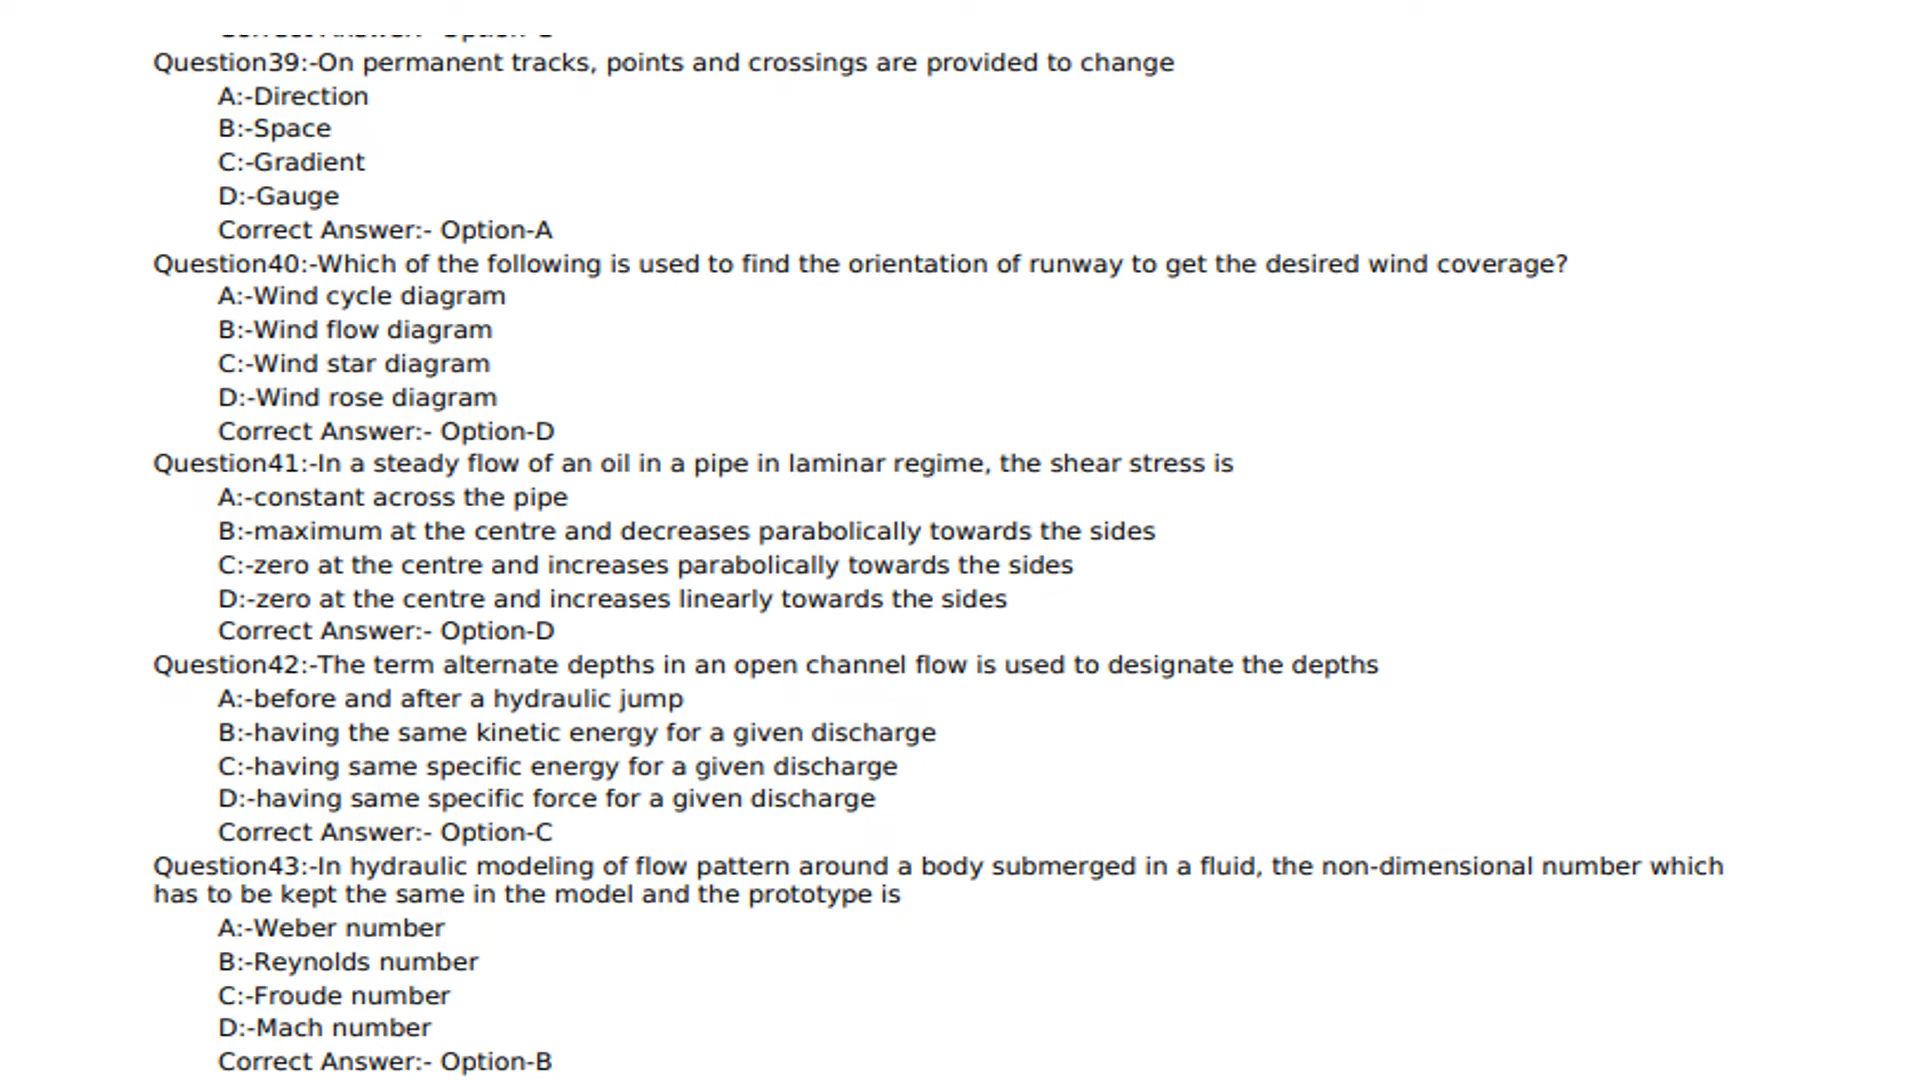 Question39:-On permanent tracks, points and crossings are provided to change
A:-Direction
B:-Space
C:-Gradient
D:-Gauge
Correct Answer:- Option-A
Question40:-Which of the following is used to find the orientation of runway to get the desired wind coverage?
A:-Wind cycle diagram
B:-Wind flow diagram
C:-Wind star diagram
D:-Wind rose diagram
Correct Answer:- Option-D
Question41:-In a steady flow of an oil in a pipe in laminar regime, the shear stress is
A:-constant across the pipe
B:-maximum at the centre and decreases parabolically towards the sides
C:-zero at the centre and increases parabolically towards the sides
D:-zero at the centre and increases linearly towards the sides
Correct Answer:- Option-D
Question42:-The term alternate depths in an open channel flow is used to designate the depths
A:-before and after a hydraulic jump
B:-having the same kinetic energy for a given discharge
C:-having same specific energy for a given discharge
D:-having same specific force for a given discharge
Correct Answer:- Option-C
Question43:-In hydraulic modeling of flow pattern around a body submerged in a fluid, the non-dimensional number which
has to be kept the same in the model and the prototype is
A:-Weber number
B:-Reynolds number
C:-Froude number
D:-Mach number
Correct Answer:- Option-B